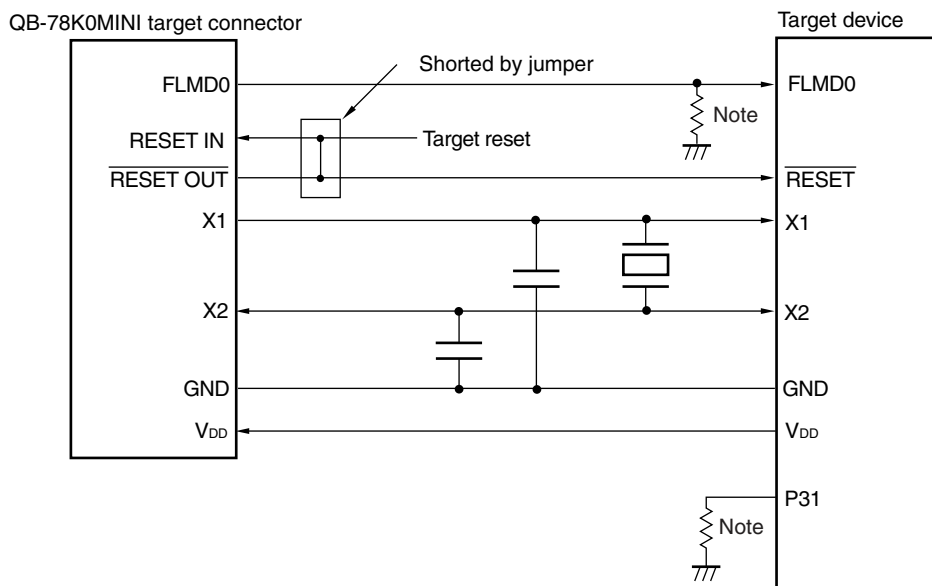 QB-78K0MINI target connector
Target device
Shorted by jumper
FLMD0
FLMD0
Note
RESET IN
Target reset
RESET OUT
RESET
X1
X1
X2
X2
GND
GND
VDD
VDD
P31
Note